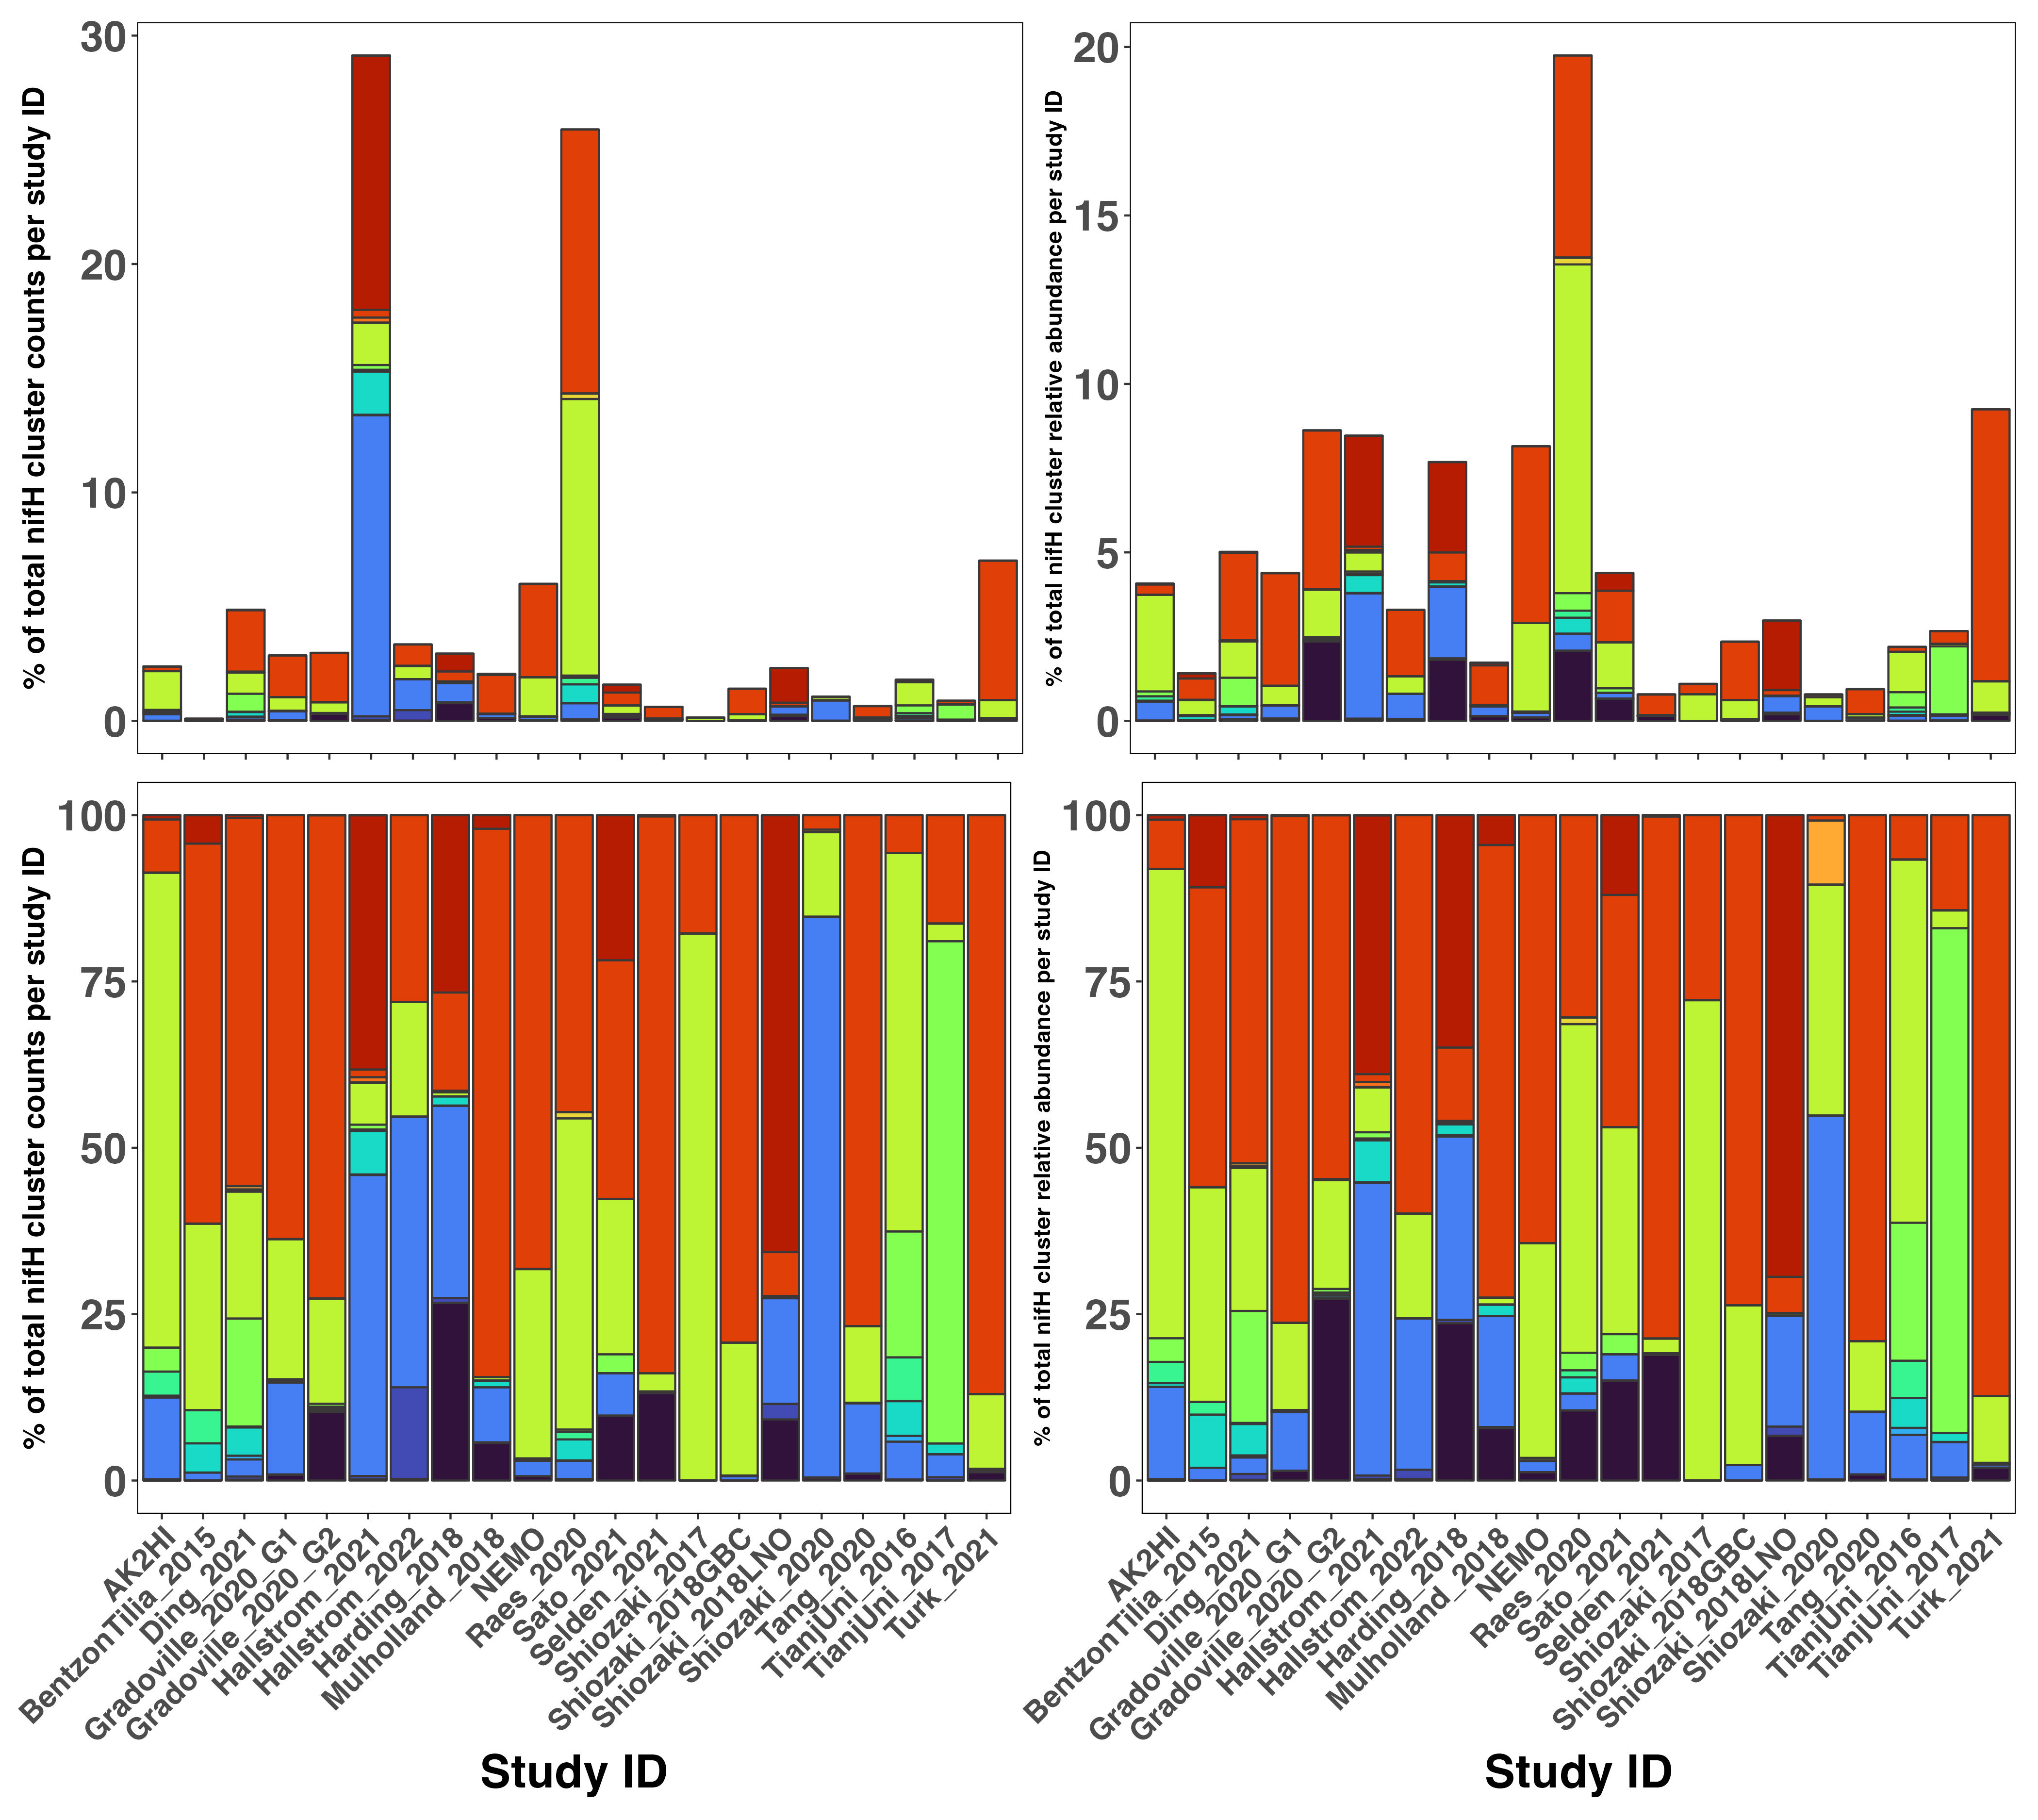 % of total nifH cluster counts per study ID
30
20
10
0
% of total nifH cluster relative abundance per study ID
20
15
10
5
0
% of total nifH cluster counts per study ID
100
75
50
25
0
AK2HI
BentzonTilia_2015
Ding_2021
Gradoville_2020_G1
Gradoville_2020_G2
Hallstrom_2021
Hallstrom_2022
Harding_2018
Mulholland_2018
NEMO
Raes_2020
Sato_2021
Selden_2021
Shiozaki_2017
Shiozaki_2018GBC
Shiozaki_2018LNO
Shiozaki_2020
Tang_2020
TianjUni_2016
TianjUni_2017
Turk_2021
Study ID
% of total nifH cluster relative abundance per study ID
100
75
50
25
0
AK2HI
BentzonTilia_2015
Ding_2021
Gradoville_2020_G1
Gradoville_2020_G2
Hallstrom_2021
Hallstrom_2022
Harding_2018
Mulholland_2018
NEMO
Raes_2020
Sato_2021
Selden_2021
Shiozaki_2017
Shiozaki_2018GBC
Shiozaki_2018LNO
Shiozaki_2020
Tang_2020
TianjUni_2016
TianjUni_2017
Turk_2021
Study ID